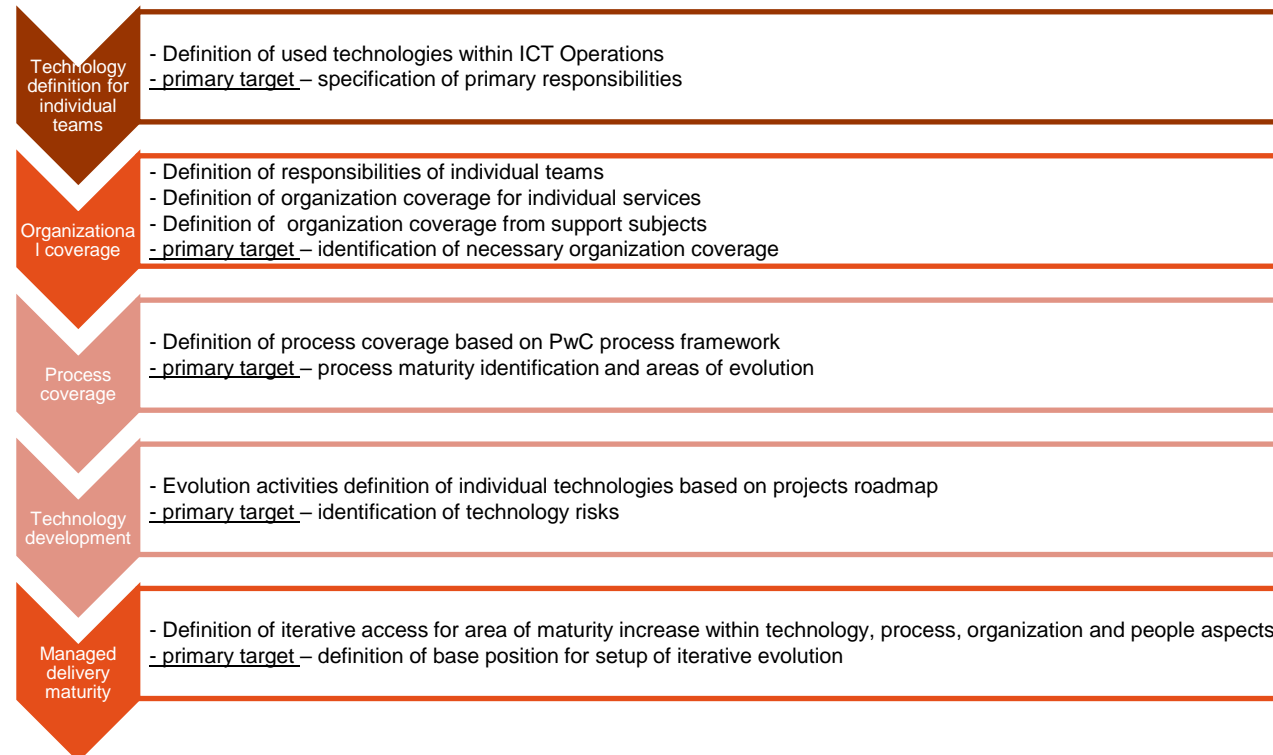 Technology
definition for
individual
teams
- Definition of used technologies within ICT Operations
- primary target – specification of primary responsibilities
Organizationa
l coverage
- Definition of responsibilities of individual teams
- Definition of organization coverage for individual services
- Definition of  organization coverage from support subjects
- primary target – identification of necessary organization coverage
Process
coverage
- Definition of process coverage based on PwC process framework
- primary target – process maturity identification and areas of evolution
Technology
development
- Evolution activities definition of individual technologies based on projects roadmap
- primary target – identification of technology risks
Managed
delivery
maturity
- Definition of iterative access for area of maturity increase within technology, process, organization and people aspects
- primary target – definition of base position for setup of iterative evolution